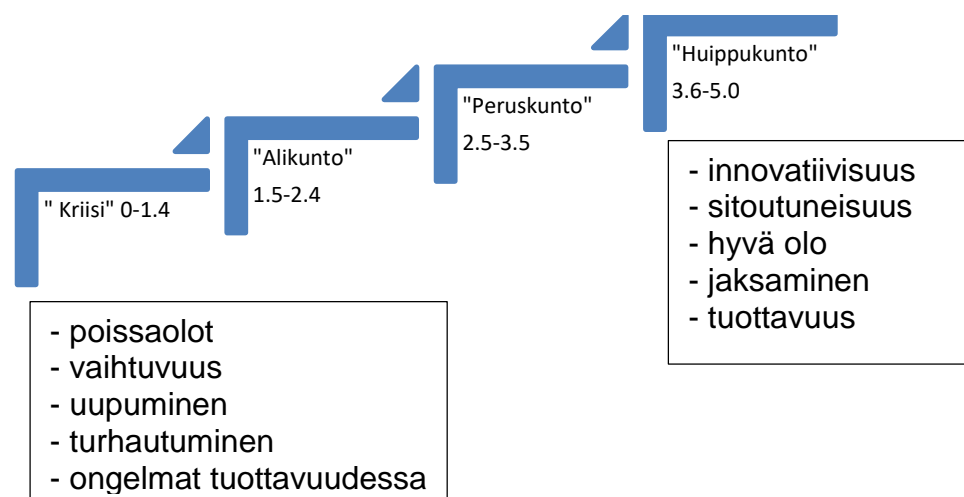 "Huippukunto"
3.6-5.0
"Peruskunto"
2.5-3.5
"Alikunto"
1.5-2.4
" Kriisi" 0-1.4
- innovatiivisuus
- sitoutuneisuus
- hyvä olo
- jaksaminen
- tuottavuus
- poissaolot
- vaihtuvuus
- uupuminen
- turhautuminen
- ongelmat tuottavuudessa